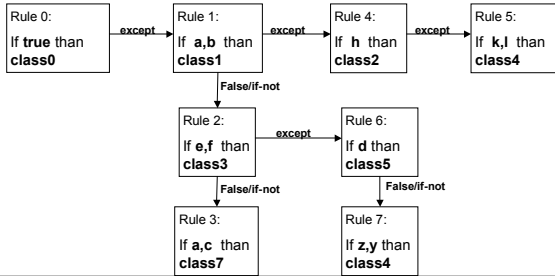 Rule 0:
If true than
class0
except
Rule 1:
If a,b than
class1
except
Rule 4:
If h than
class2
except
Rule 5:
If k,l than
class4
False/if-not
Rule 2:
If e,f than
class3
except
Rule 6:
If d than
class5
False/if-not
False/if-not
Rule 3:
If a,c than
class7
Rule 7:
If z,y than
class4